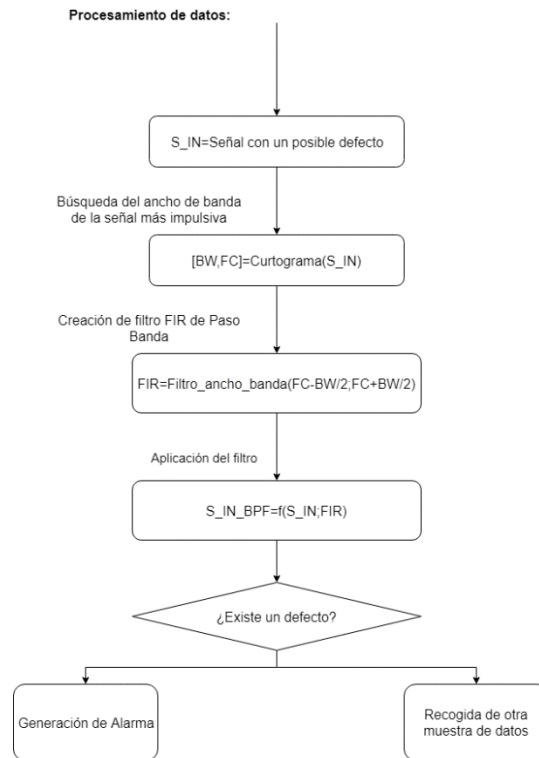 Procesamiento de datos:
S_IN=Señal con un posible defecto
Búsqueda del ancho de banda
de la señal más impulsiva
[BW,FC]=Curtograma(S_IN)
Creación de filtro FIR de Paso
Banda
FIR=Filtro_ancho_banda(FC-BW/2;FC+BW/2)
Aplicación del filtro
S_IN_BPF=f(S_IN;FIR)
¿Existe un defecto?
Generación de Alarma
Recogida de otra
muestra de datos